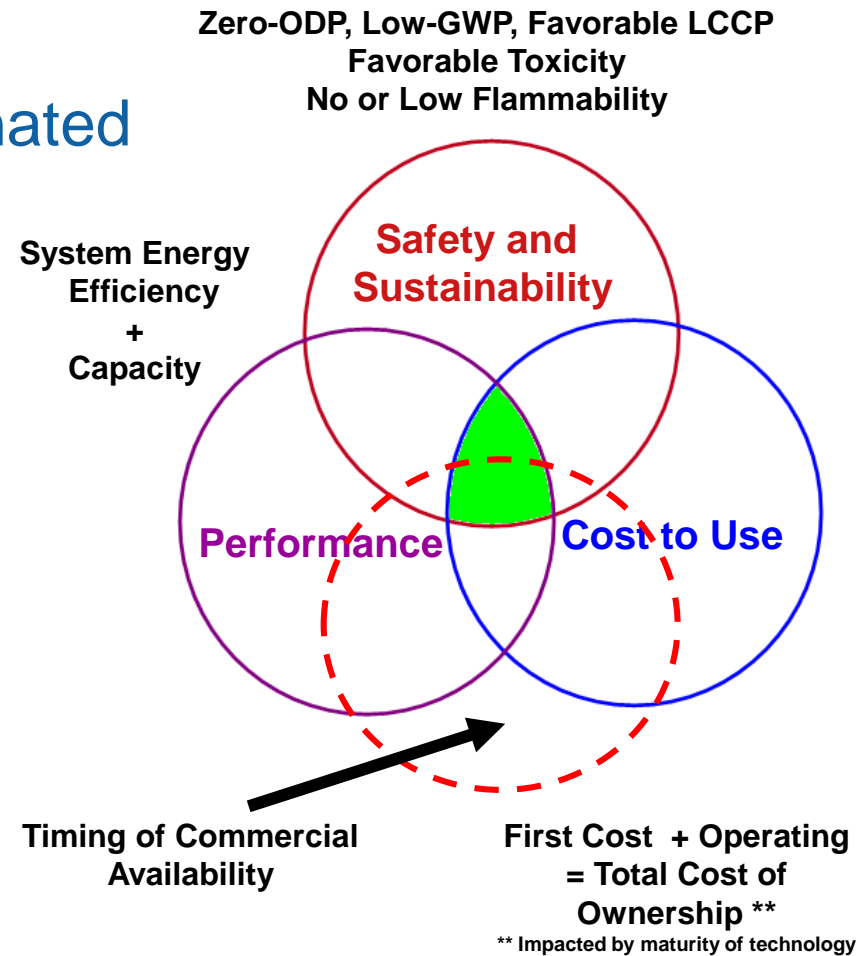 Zero-ODP, Low-GWP, Favorable LCCP
Favorable Toxicity
No or Low Flammability
nated
System Energy
Efficiency
+
Capacity
Safety and
Sustainability
Performance
Cost to Use
Timing of Commercial
Availability
First Cost + Operating
= Total Cost of
Ownership **
** Impacted by maturity of technology